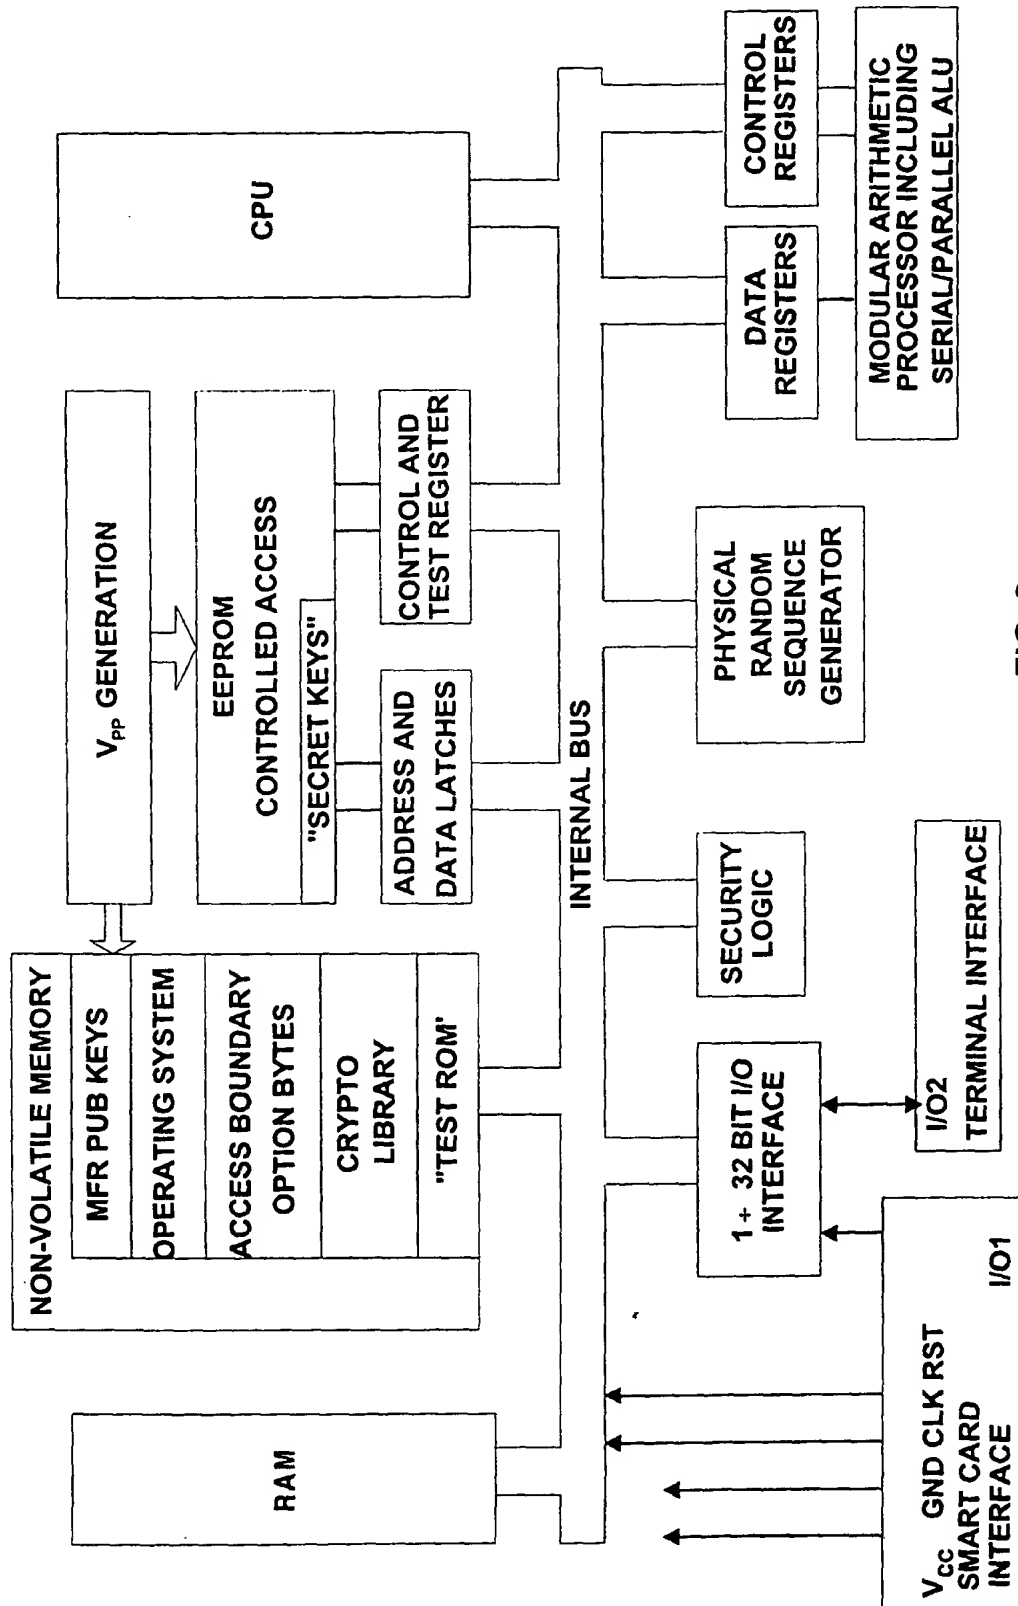 RAM
NON-VOLATILE MEMORY
MFR PUB KEYS
OPERATING SYSTEM
ACCESS BOUNDARY
OPTION BYTES
CRYPTO
LIBRARY
"TEST ROM'
V_PP GENERATION
EEPROM
CONTROLLED ACCESS
"SECRET KEYS"
ADDRESS AND
DATA LATCHES
CONTROL AND
TEST REGISTER
CPU
INTERNAL BUS
V_CC GND CLK RST I/O1
SMART CARD
INTERFACE
1 + 32 BIT I/O
INTERFACE
I/O2
TERMINAL INTERFACE
SECURITY
LOGIC
PHYSICAL
RANDOM
SEQUENCE
GENERATOR
DATA
REGISTERS
CONTROL
REGISTERS
MODULAR ARITHMETIC
PROCESSOR INCLUDING
SERIAL/PARALLEL ALU